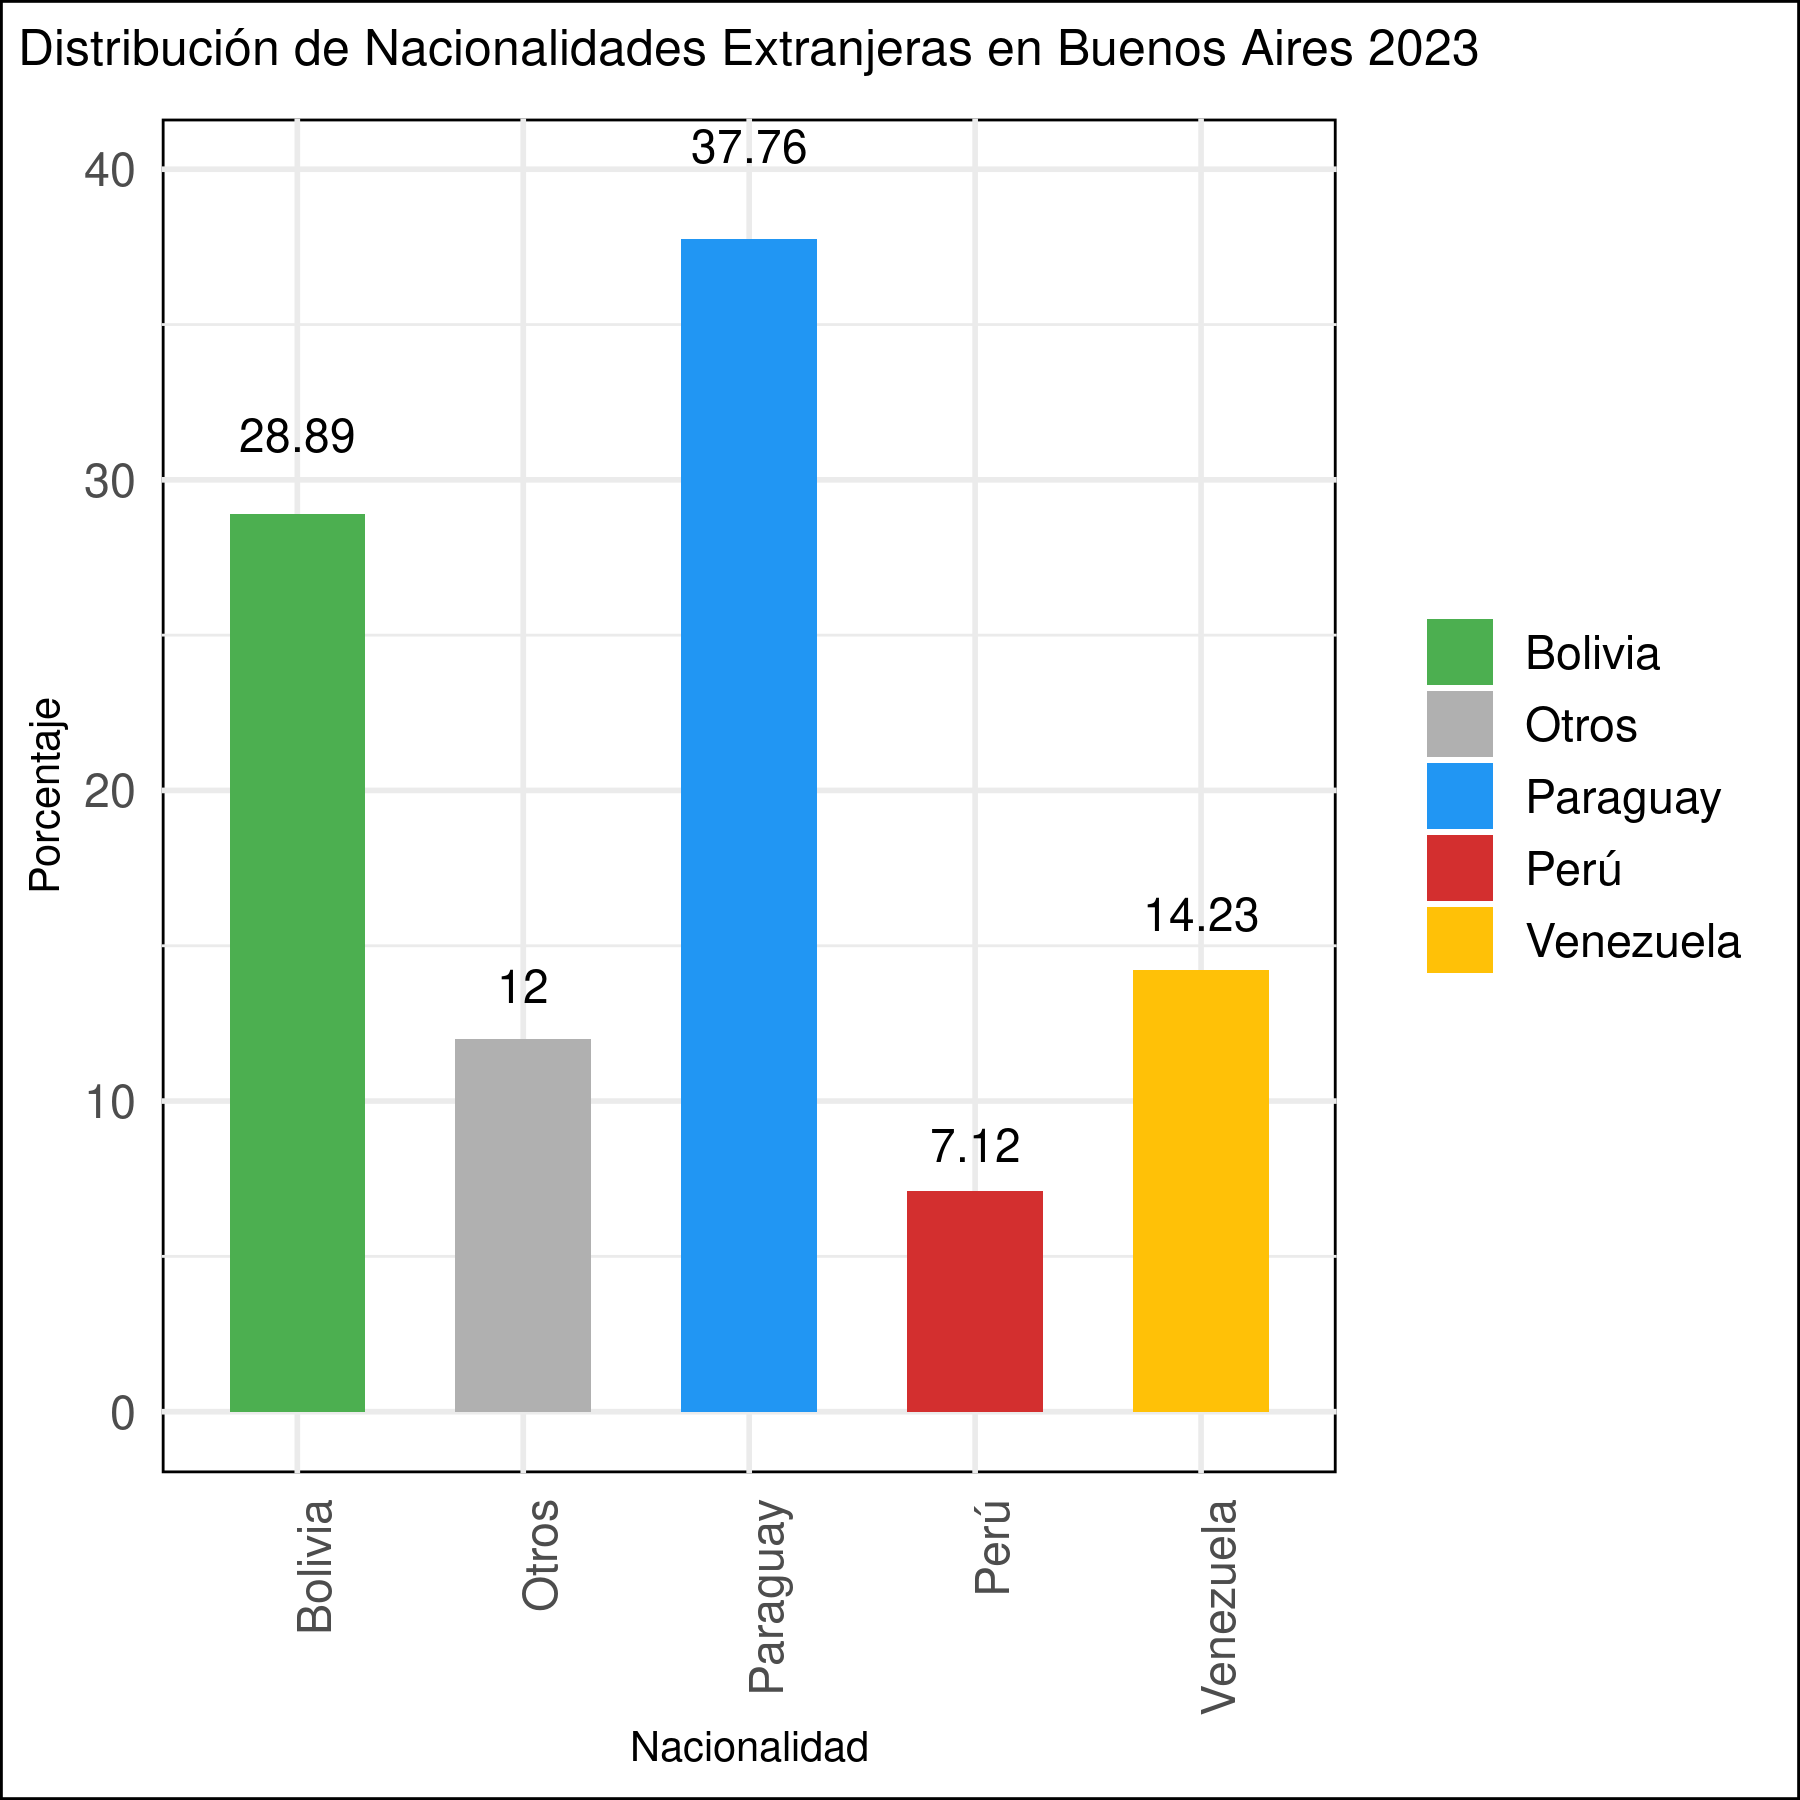 Distribución de Nacionalidades Extranjeras en Buenos Aires 2023
Porcentaje
40
30
20
10
0
28.89
12
37.76
7.12
14.23
Bolivia
Otros
Paraguay
Perú
Venezuela
Nacionalidad
Bolivia
Otros
Paraguay
Perú
Venezuela